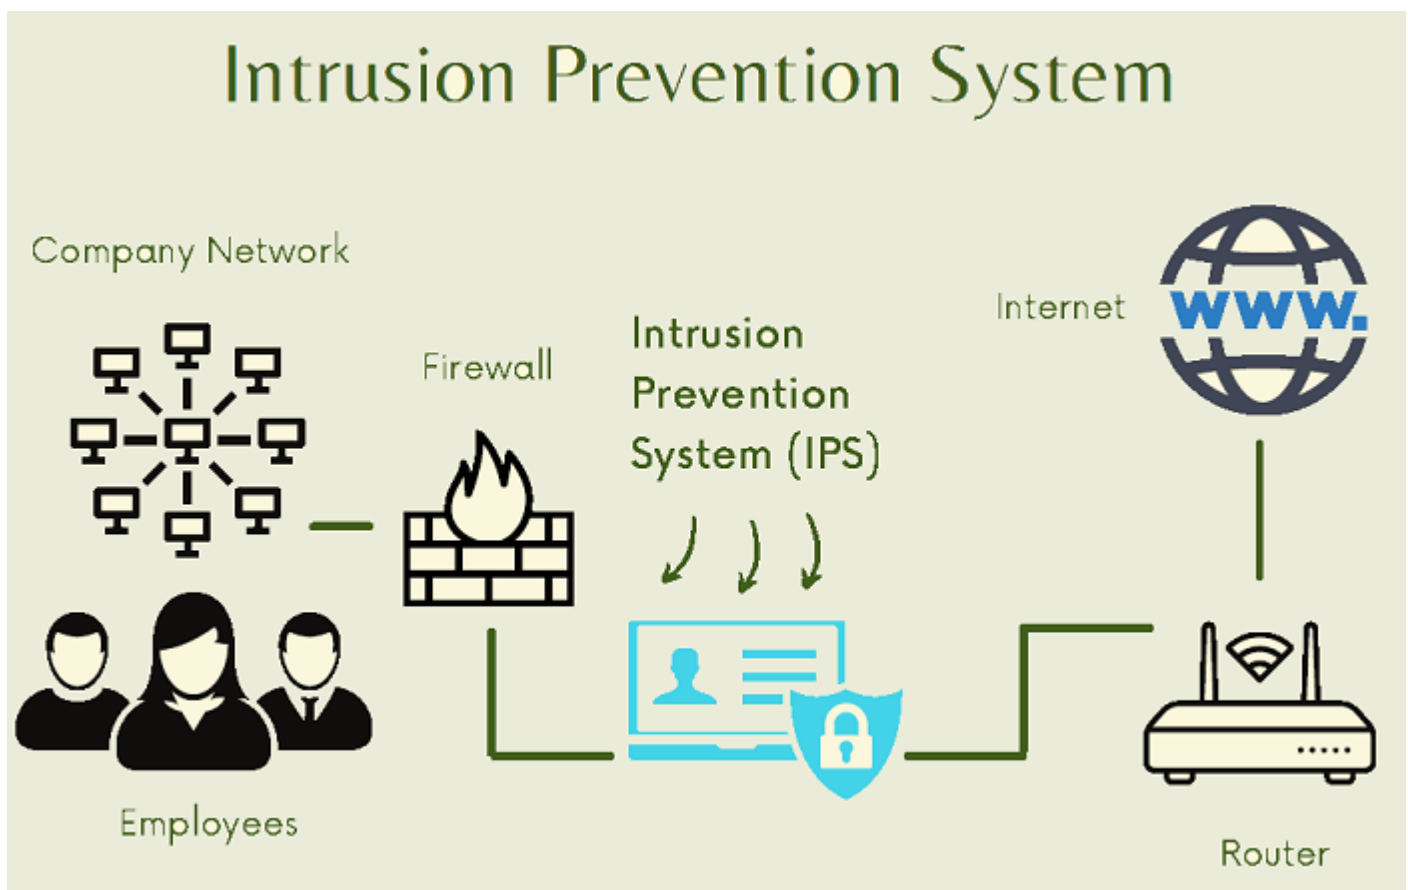 Intrusion Prevention System
Company Network
Firewall
Intrusion
Prevention
System (IPS)
Internet
www.
Employees
Router